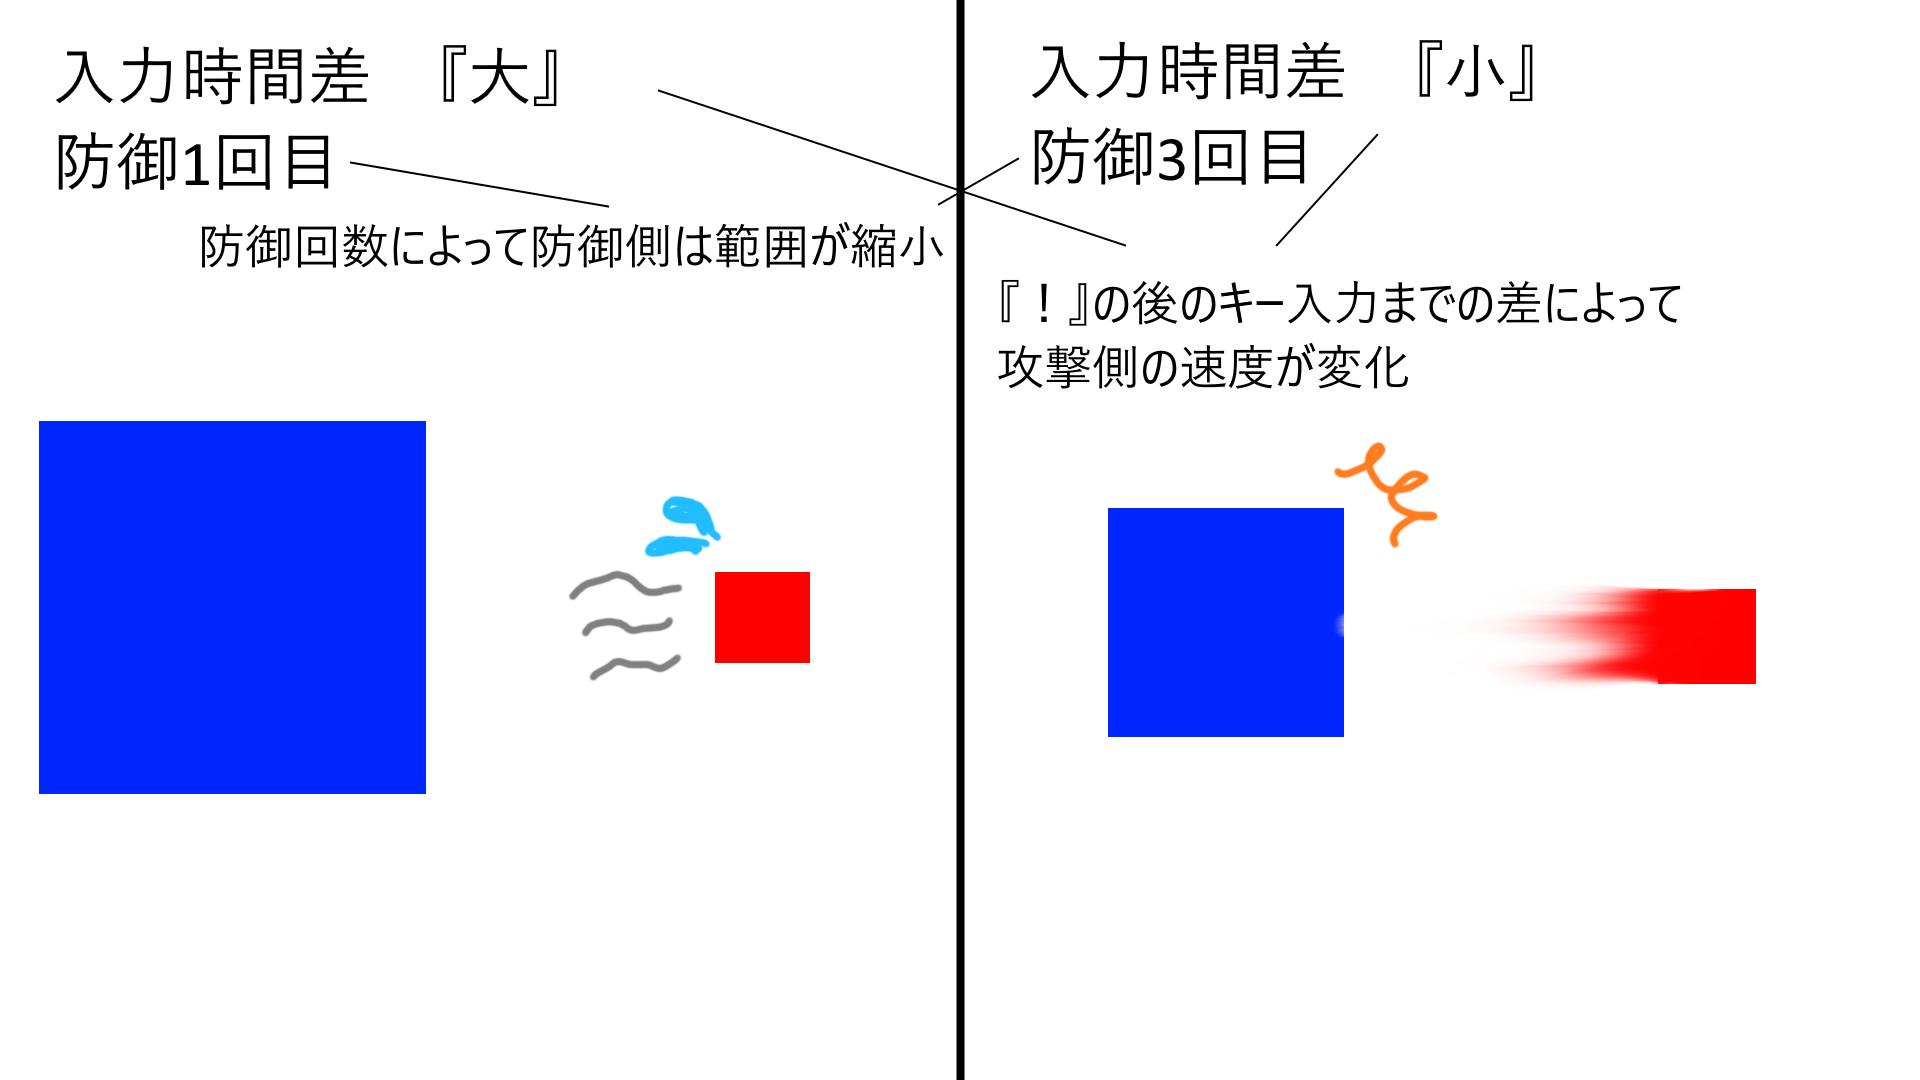 入力時間差　『大』
防御1回目
防御回数によって防御側は範囲が縮小
入力時間差　『小』
防御3回目
『！』の後のキー入力までの差によって
攻撃側の速度が変化